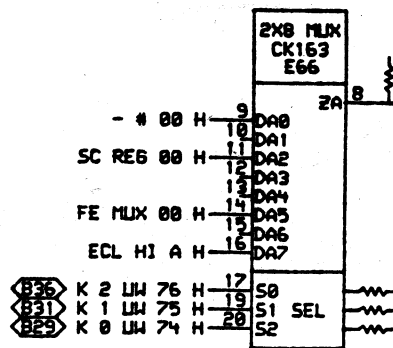 2X8 MUX
CK163
E66
ZA 8
- # 00 H 9 DA0
10 DA1
SC REG 00 H 11 DA2
12 DA3
13 DA4
FE MUX 00 H 14 DA5
15 DA6
ECL HI A H 16 DA7
B36 K 2 UW 76 H 17 S0
B31 K 1 UW 75 H 19 S1 SEL
B29 K 0 UW 74 H 20 S2